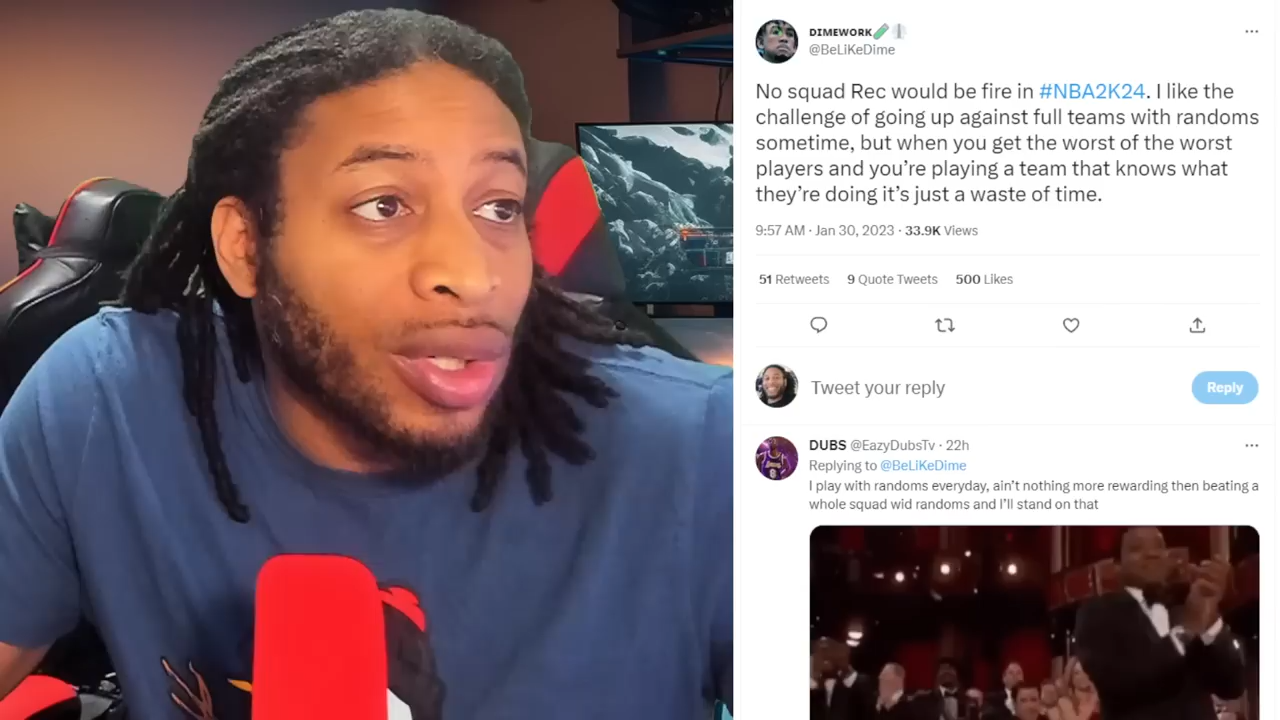 DIMEWORK
@BeLiKeDime
No squad Rec would be fire in #NBA2K24. I like the
challenge of going up against full teams with randoms
sometime, but when you get the worst of the worst
players and you’re playing a team that knows what
they’re doing it’s just a waste of time.
9:57 AM · Jan 30, 2023 · 33.9K Views
51 Retweets 9 Quote Tweets 500 Likes
Tweet your reply
Reply
DUBS @EazyDubsTv · 22h
Replying to @BeLiKeDime
I play with randoms everyday, ain’t nothing more rewarding then beating a
whole squad wid randoms and I’ll stand on that